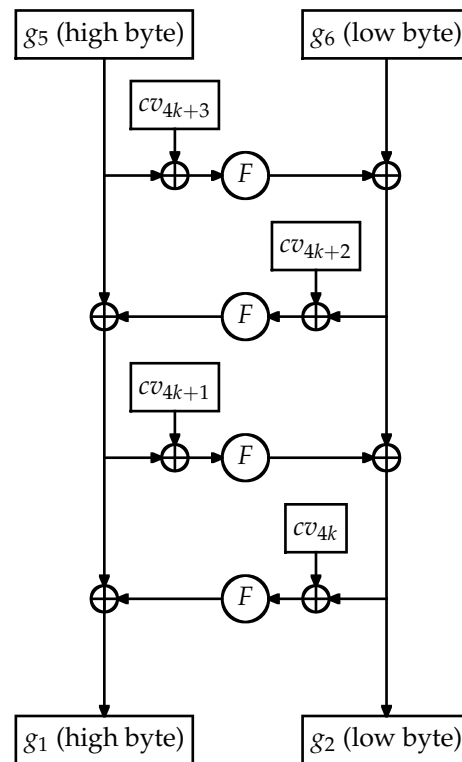 g₅ (high byte) g₆ (low byte)
cv₄ₖ₊₃
F
cv₄ₖ₊₂
F
cv₄ₖ₊₁
F
cv₄ₖ
F
g₁ (high byte) g₂ (low byte)